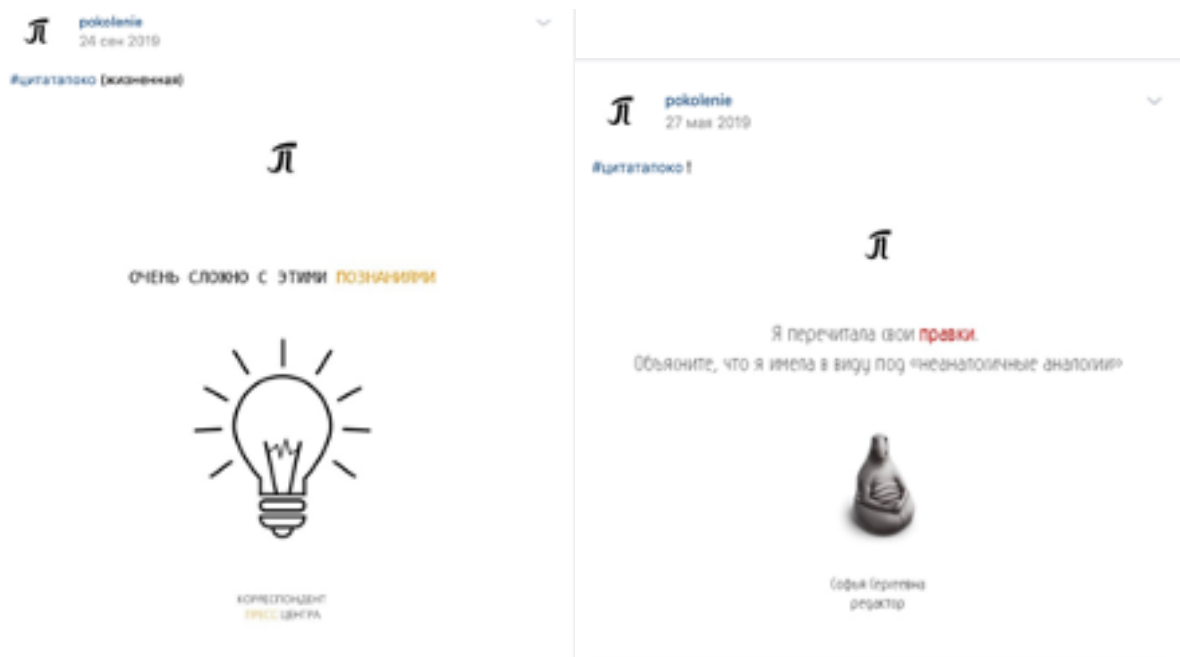 pokolenie
24 сен 2019
#цитатапоко (жизненная)
ОЧЕНЬ СЛОЖНО С ЭТИМИ ПОЗНАНИЯМИ
КОРРЕСПОНДЕНТ
ПРЕСС ЦЕНТРА
pokolenie
27 мая 2019
#цитатапоко !
Я перечитала свои правки.
Объясните, что я имела в виду под «неаналогичные аналогии»
Софья Сергеевна
редактор